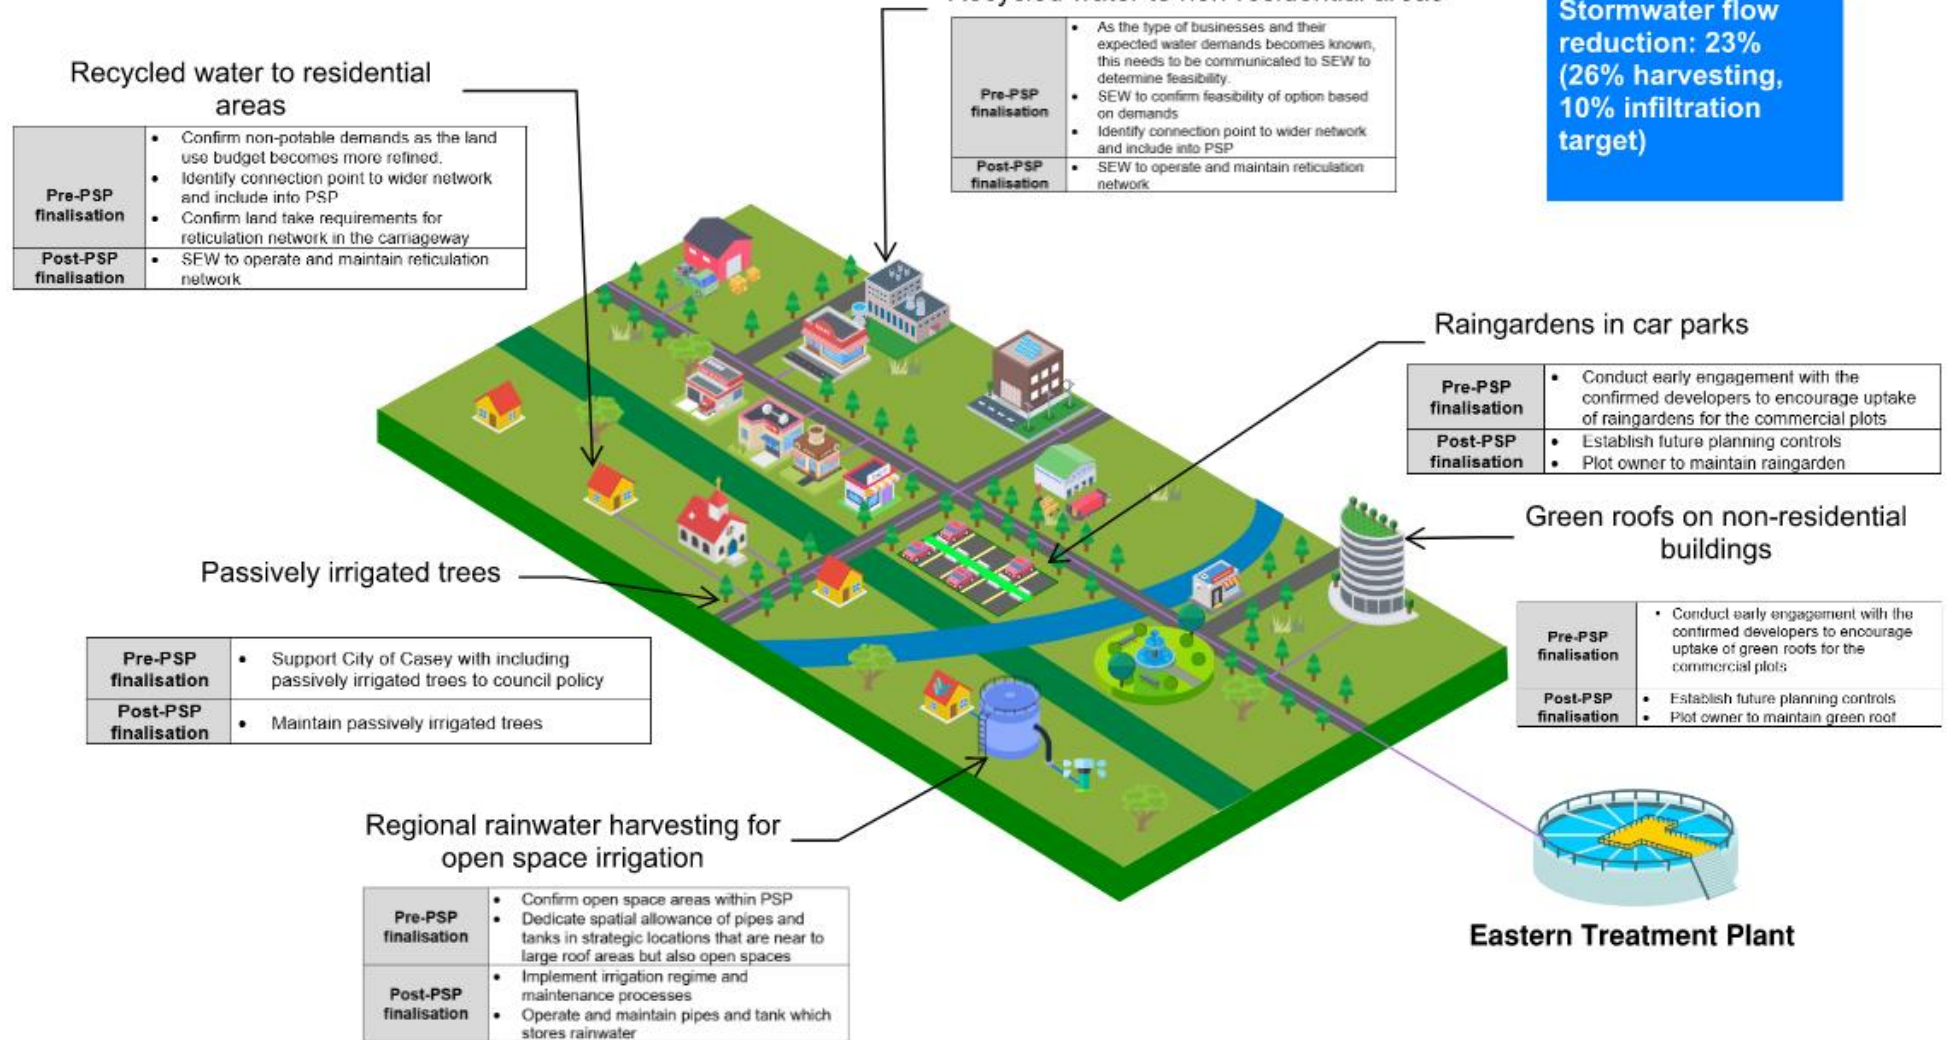 Recycled water to non-residential areas
Pre-PSP finalisation
• As the type of businesses and their
expected water demands becomes known,
this needs to be communicated to SEW to
determine feasibility.
• SEW to confirm feasibility of option based
on demands
• Identify connection point to wider network
and include into PSP
Post-PSP finalisation
• SEW to operate and maintain reticulation
network
Stormwater flow
reduction: 23%
(26% harvesting,
10% infiltration
target)
Recycled water to residential
areas
Pre-PSP
finalisation
• Confirm non-potable demands as the land
use budget becomes more refined.
• Identify connection point to wider network
and include into PSP
• Confirm land take requirements for
reticulation network in the carriageway
Post-PSP
finalisation
• SEW to operate and maintain reticulation
network
Raingardens in car parks
Pre-PSP
finalisation
• Conduct early engagement with the
confirmed developers to encourage uptake
of raingardens for the commercial plots
Post-PSP
finalisation
• Establish future planning controls
• Plot owner to maintain raingarden
Green roofs on non-residential
buildings
Pre-PSP
finalisation
• Conduct early engagement with the
confirmed developers to encourage
uptake of green roofs for the
commercial plots
Post-PSP
finalisation
• Establish future planning controls
• Plot owner to maintain green roof
Passively irrigated trees
Pre-PSP
finalisation
• Support City of Casey with including
passively irrigated trees to council policy
Post-PSP
finalisation
• Maintain passively irrigated trees
Regional rainwater harvesting for
open space irrigation
Pre-PSP
finalisation
• Confirm open space areas within PSP
• Dedicate spatial allowance of pipes and
tanks in strategic locations that are near to
large roof areas but also open spaces
Post-PSP
finalisation
• Implement irrigation regime and
maintenance processes
• Operate and maintain pipes and tank which
stores rainwater
Eastern Treatment Plant